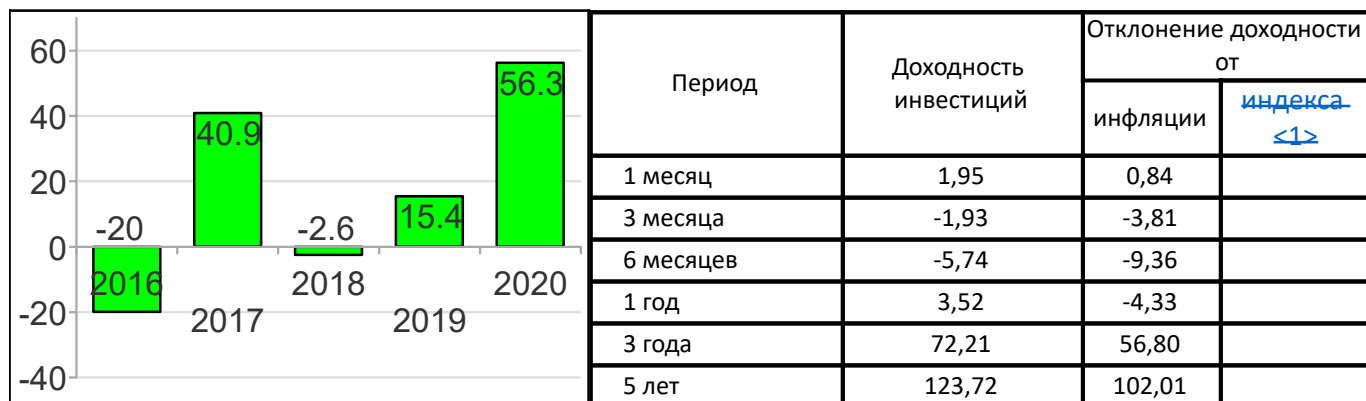 60
40
20
0
-20
-40
-20
40.9
-2.6
15.4
56.3
2016
2017
2018
2019
2020
Период
Доходность
инвестиций
Отклонение доходности
от
инфляции
индекса
<1>
1 месяц 1,95 0,84
3 месяца -1,93 -3,81
6 месяцев -5,74 -9,36
1 год 3,52 -4,33
3 года 72,21 56,80
5 лет 123,72 102,01